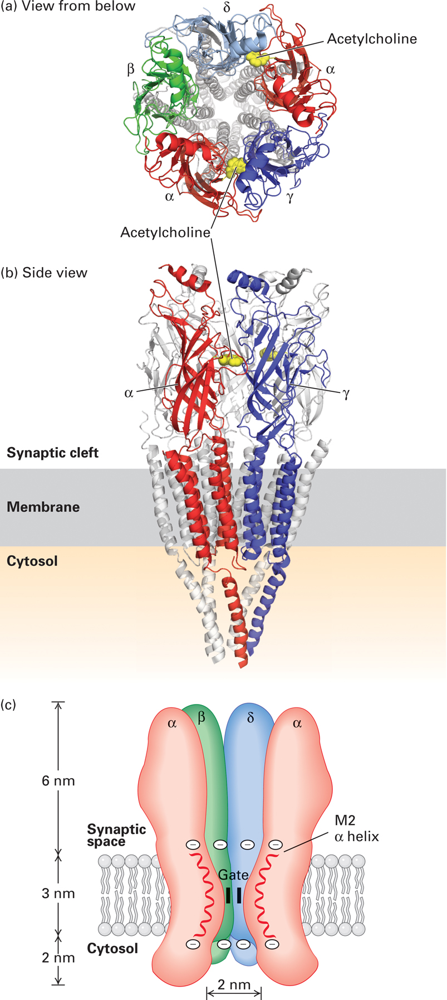 (a) View from below
δ
Acetylcholine
β
α
α
γ
Acetylcholine
(b) Side view
α
γ
Synaptic cleft
Membrane
Cytosol
(c)
α
β
δ
α
6 nm
M2
α helix
Synaptic
space
−
−
−
−
Gate
3 nm
−
−
−
−
Cytosol
2 nm
2 nm